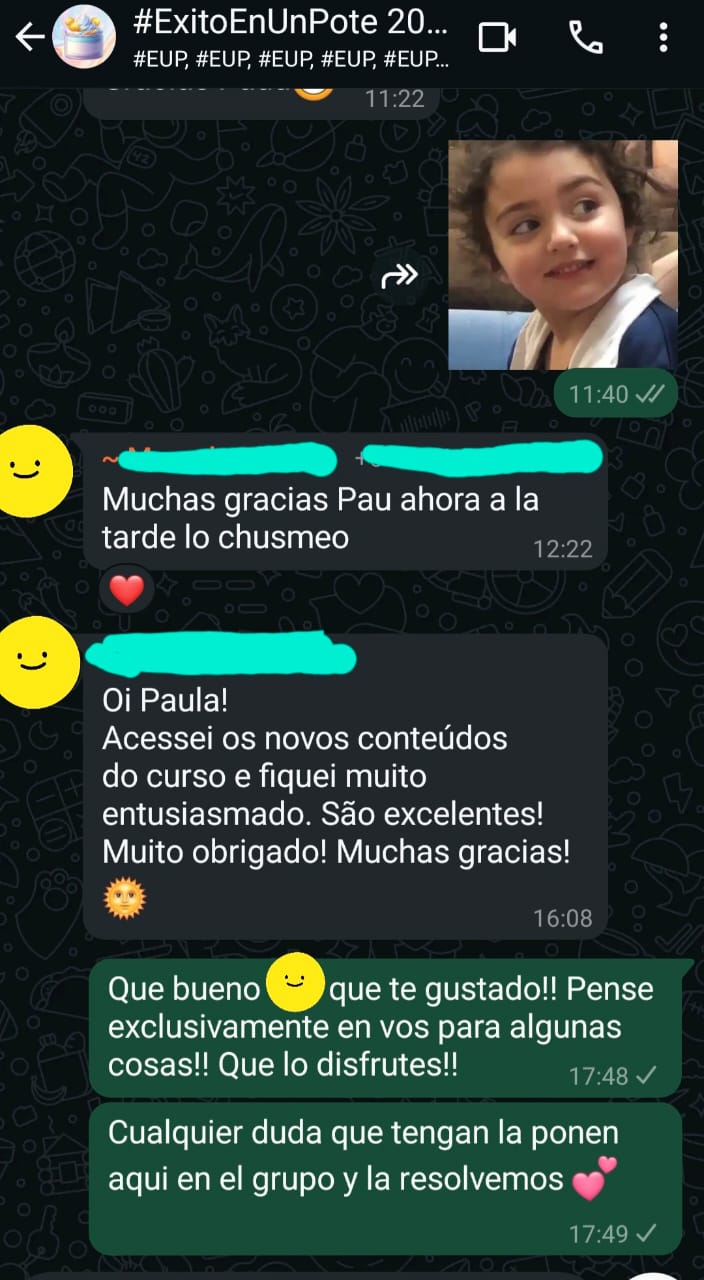 #ExitoEnUnPote 20...
#EUP, #EUP, #EUP, #EUP, #EUP...
11:22
11:40
Muchas gracias Pau ahora a la
tarde lo chusmeo
12:22
Oi Paula!
Acessei os novos conteúdos
do curso e fiquei muito
entusiasmado. São excelentes!
Muito obrigado! Muchas gracias!
🌞
16:08
Que bueno que te gustado!! Pense
exclusivamente en vos para algunas
cosas!! Que lo disfrutes!!
17:48
Cualquier duda que tengan la ponen
aqui en el grupo y la resolvemos 💕
17:49